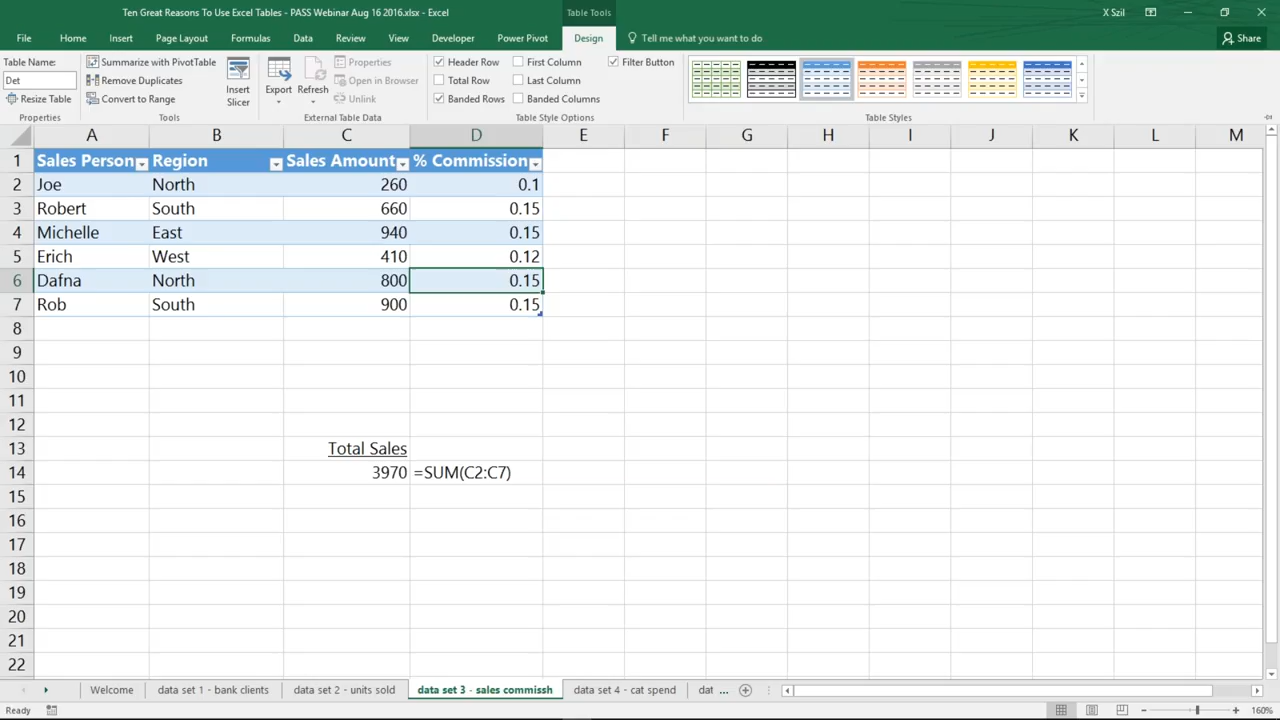 Ten Great Reasons To Use Excel Tables - PASS Webinar Aug 16 2016.xlsx - Excel
Table Tools
X Szil
File Home Insert Page Layout Formulas Data Review View Developer Power Pivot Design Tell me what you want to do Share
Table Name:
Det
Resize Table
Properties
Summarize with PivotTable
Remove Duplicates
Convert to Range
Insert
Slicer
Tools
Export
Refresh
Properties
Open in Browser
Unlink
External Table Data
Header Row First Column Filter Button
Total Row Last Column
Banded Rows Banded Columns
Table Style Options
Table Styles
A B C D E F G H I J K L M
1 Sales Person Region Sales Amount % Commission
2 Joe North 260 0.1
3 Robert South 660 0.15
4 Michelle East 940 0.15
5 Erich West 410 0.12
6 Dafna North 800 0.15
7 Rob South 900 0.15
8
9
10
11
12
13 Total Sales
14 3970 =SUM(C2:C7)
15
16
17
18
19
20
21
22
Welcome data set 1 - bank clients data set 2 - units sold data set 3 - sales commissh data set 4 - cat spend dat ...
Ready 160%